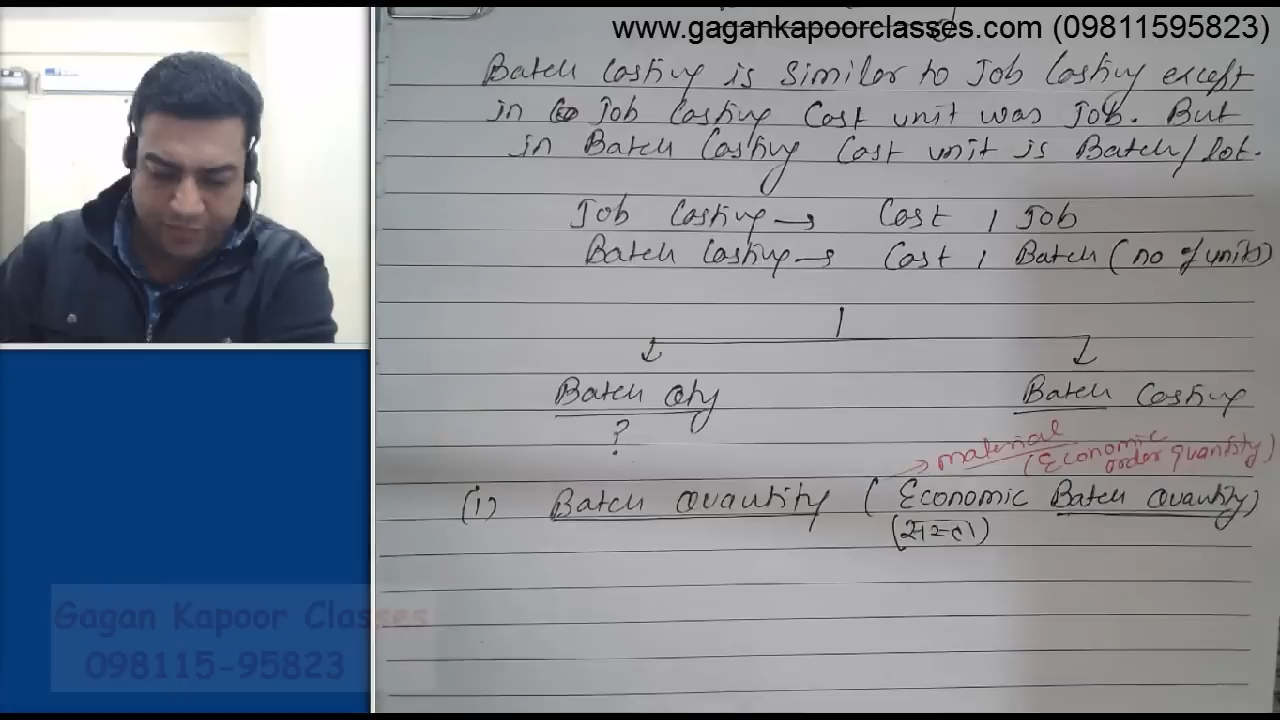 www.gagankapoorclasses.com (09811595823)
Batch Costing is similar to Job Costing except
in Job Costing Cost unit was Job. But
in Batch Costing Cost unit is Batch/lot.
Job Costing → Cost / Job
Batch Costing → Cost / Batch (no of units)
Batch Qty
Batch Costing
?
→ material
(Economic
order quantity)
(1) Batch Quantity (Economic Batch Quantity)
(सस्ता)
Gagan Kapoor Classes
098115-95823